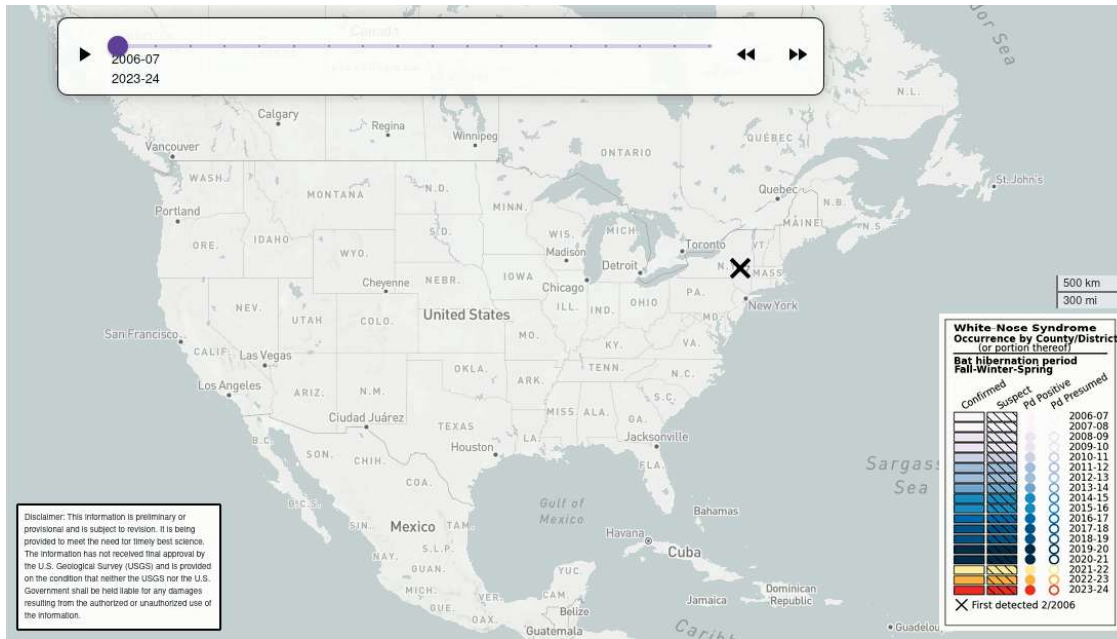 Canada
2006-07
2023-24
Calgary
Regina
Winnipeg
Vancouver
ONTARIO
QUÉBEC
N.L.
St. John's
WASH.
MONTANA
N.D.
MINN.
Quebec
N.B.
MAINE
N.S.
Portland
ORE.
IDAHO
S.D.
WIS.
MICH.
Toronto
VT.
WYO.
Madison
Detroit
N.
MASS
Cheyenne
NEBR.
IOWA
Chicago
PA.
New York
NEV.
UTAH
COLO.
United States
ILL.
IND.
OHIO
MD.
San Francisco
MO.
KY.
VA.
CALIF.
Las Vegas
OKLA.
TENN.
N.C.
Los Angeles
ARIZ.
N.M.
ARK.
S.C.
Ciudad Juárez
MISS.
ALA.
GA.
B.C.
TEXAS
LA.
Jacksonville
SON.
CHIH.
Houston
FLA.
COA.
Sargass
Sea
B.C.S.
Gulf of
Mexico
Bahamas
SIN.
Mexico
TAM.
Havana
Cuba
NAY.
S.L.P.
GUAN.
YUC.
MICH.
VER.
CAM.
Jamaica
Dominican
Republic
GUE.
OAX.
Belize
Guatemala
Caribb
Guadelou
dor Sea
500 km
300 mi
White-Nose Syndrome
Occurrence by County/District
(or portion thereof)
Bat hibernation period
Fall-Winter-Spring
Confirmed
Suspect
Pd Positive
Pd Presumed
2006-07
2007-08
2008-09
2009-10
2010-11
2011-12
2012-13
2013-14
2014-15
2015-16
2016-17
2017-18
2018-19
2019-20
2020-21
2021-22
2022-23
2023-24
First detected 2/2006
Disclaimer: This information is preliminary or
provisional and is subject to revision. It is being
provided to meet the need for timely best science.
The information has not received final approval by
the U.S. Geological Survey (USGS) and is provided
on the condition that neither the USGS nor the U.S.
Government shall be held liable for any damages
resulting from the authorized or unauthorized use of
the information.